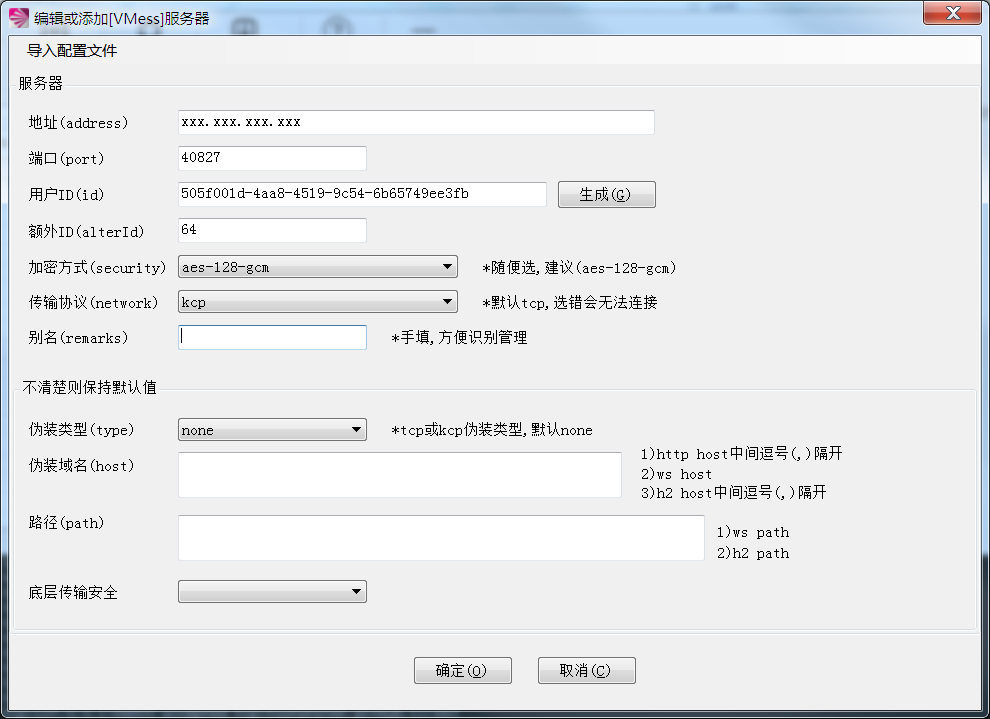 编辑或添加[VMess]服务器
导入配置文件
服务器
地址(address) xxx.xxx.xxx.xxx
端口(port) 40827
用户ID(id) 505f001d-4aa8-4519-9c54-6b65749ee3fb 生成(G)
额外ID(alterId) 64
加密方式(security) aes-128-gcm *随便选,建议(aes-128-gcm)
传输协议(network) kcp *默认tcp,选错会无法连接
别名(remarks) *手填,方便识别管理
不清楚则保持默认值
伪装类型(type) none *tcp或kcp伪装类型,默认none
伪装域名(host)
1)http host中间逗号(,)隔开
2)ws host
3)h2 host中间逗号(,)隔开
路径(path)
1)ws path
2)h2 path
底层传输安全
确定(O) 取消(C)